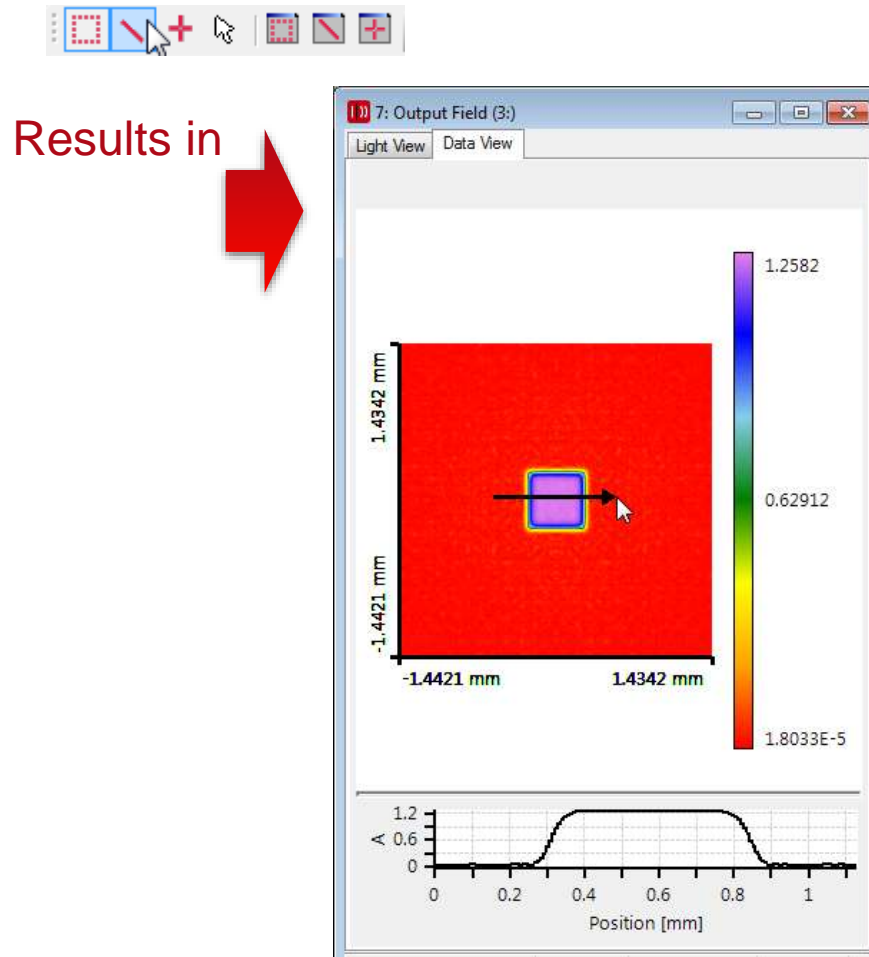 Results in
7: Output Field (3:)
Light View Data View
1.2582
1.4342 mm
0.62912
-1.4421 mm
-1.4421 mm 1.4342 mm
1.8033E-5
1.2
A 0.6
0
0 0.2 0.4 0.6 0.8 1
Position [mm]